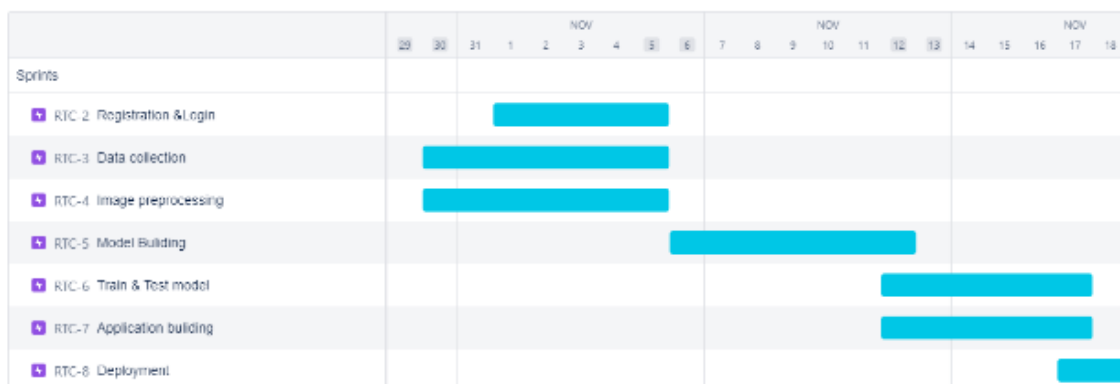 NOV NOV NOV
29 30 31 1 2 3 4 5 6 7 8 9 10 11 12 13 14 15 16 17 18
Sprints
RTC-2 Registration &Login
RTC-3 Data collection
RTC-4 Image preprocessing
RTC-5 Model Building
RTC-6 Train & Test model
RTC-7 Application building
RTC-8 Deployment